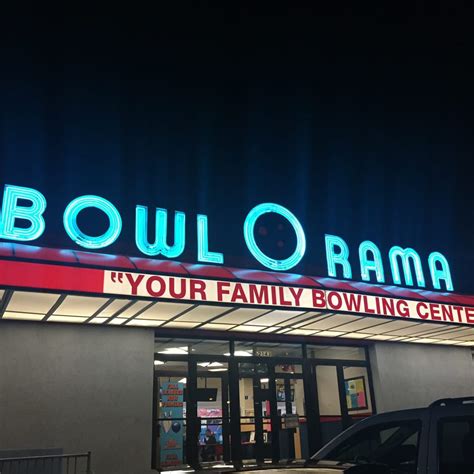 BOWL O RAMA
"YOUR FAMILY BOWLING CENTE